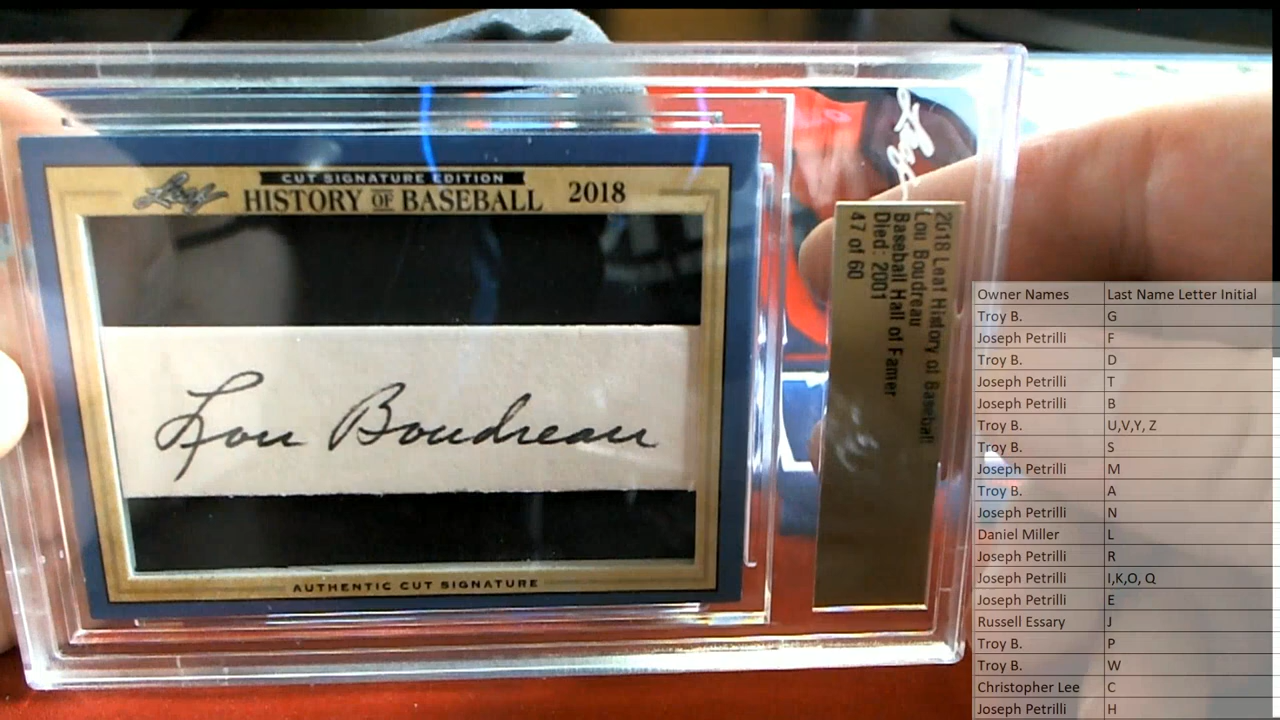 Leaf
CUT SIGNATURE EDITION
HISTORY OF BASEBALL 2018
Lou Boudreau
AUTHENTIC CUT SIGNATURE
Leaf
2018 Leaf History of Baseball
Lou Boudreau
Baseball Hall of Famer
Died: 2001
47 of 60
Owner Names Last Name Letter Initial
Troy B. G
Joseph Petrilli F
Troy B. D
Joseph Petrilli T
Joseph Petrilli B
Troy B. U,V,Y, Z
Troy B. S
Joseph Petrilli M
Troy B. A
Joseph Petrilli N
Daniel Miller L
Joseph Petrilli R
Joseph Petrilli I,K,O, Q
Joseph Petrilli E
Russell Essary J
Troy B. P
Troy B. W
Christopher Lee C
Joseph Petrilli H